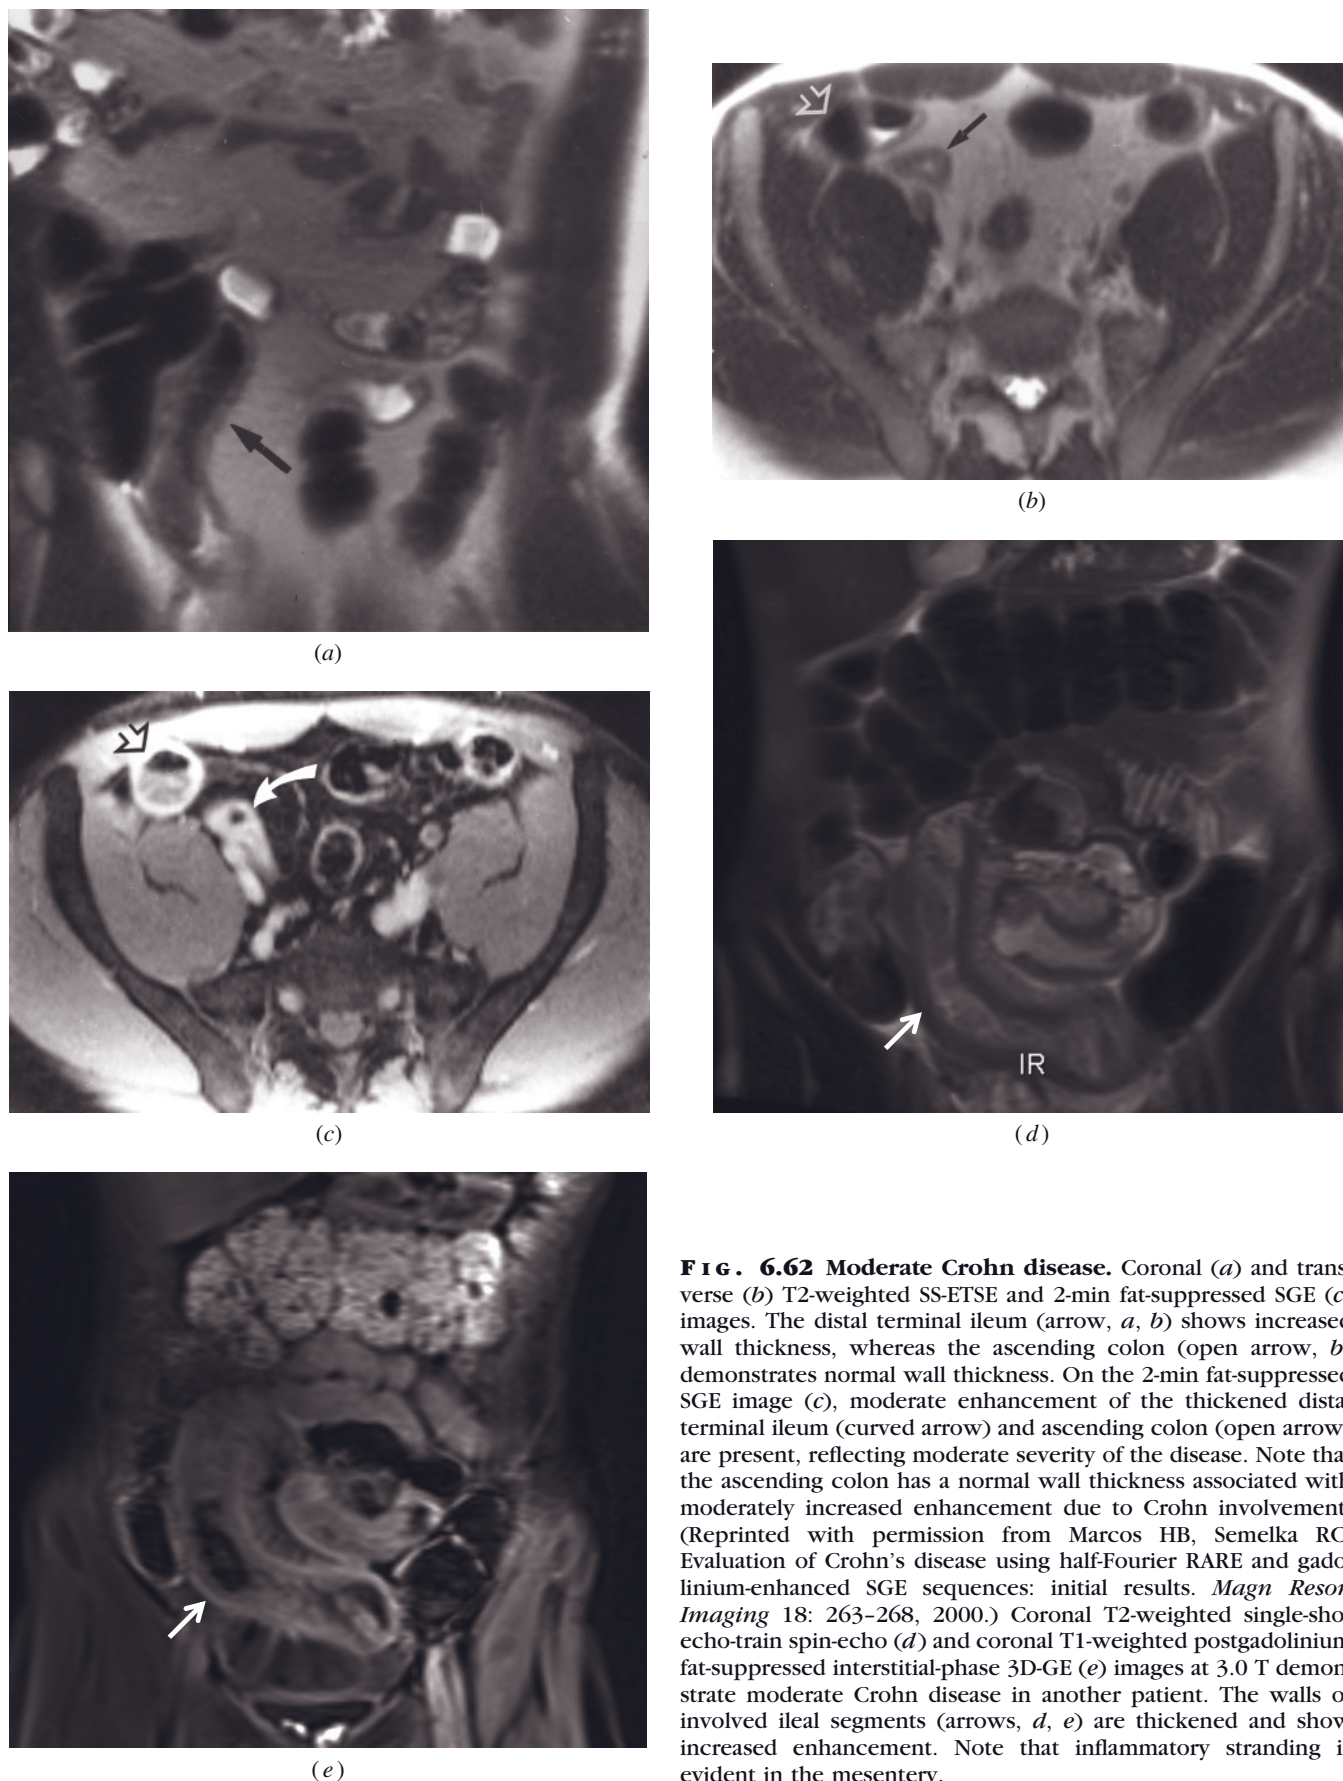 (a)
(b)
(c)
IR
(d)
(e)
FIG. 6.62 Moderate Crohn disease. Coronal (a) and trans
verse (b) T2-weighted SS-ETSE and 2-min fat-suppressed SGE (c
images. The distal terminal ileum (arrow, a, b) shows increased
wall thickness, whereas the ascending colon (open arrow, b
demonstrates normal wall thickness. On the 2-min fat-suppressed
SGE image (c), moderate enhancement of the thickened dista
terminal ileum (curved arrow) and ascending colon (open arrow
are present, reflecting moderate severity of the disease. Note tha
the ascending colon has a normal wall thickness associated with
moderately increased enhancement due to Crohn involvement
(Reprinted with permission from Marcos HB, Semelka RC
Evaluation of Crohn's disease using half-Fourier RARE and gado
linium-enhanced SGE sequences: initial results. Magn Reson
Imaging 18: 263–268, 2000.) Coronal T2-weighted single-sho
echo-train spin-echo (d) and coronal T1-weighted postgadolinium
fat-suppressed interstitial-phase 3D-GE (e) images at 3.0 T demon
strate moderate Crohn disease in another patient. The walls o
involved ileal segments (arrows, d, e) are thickened and show
increased enhancement. Note that inflammatory stranding i
evident in the mesentery.